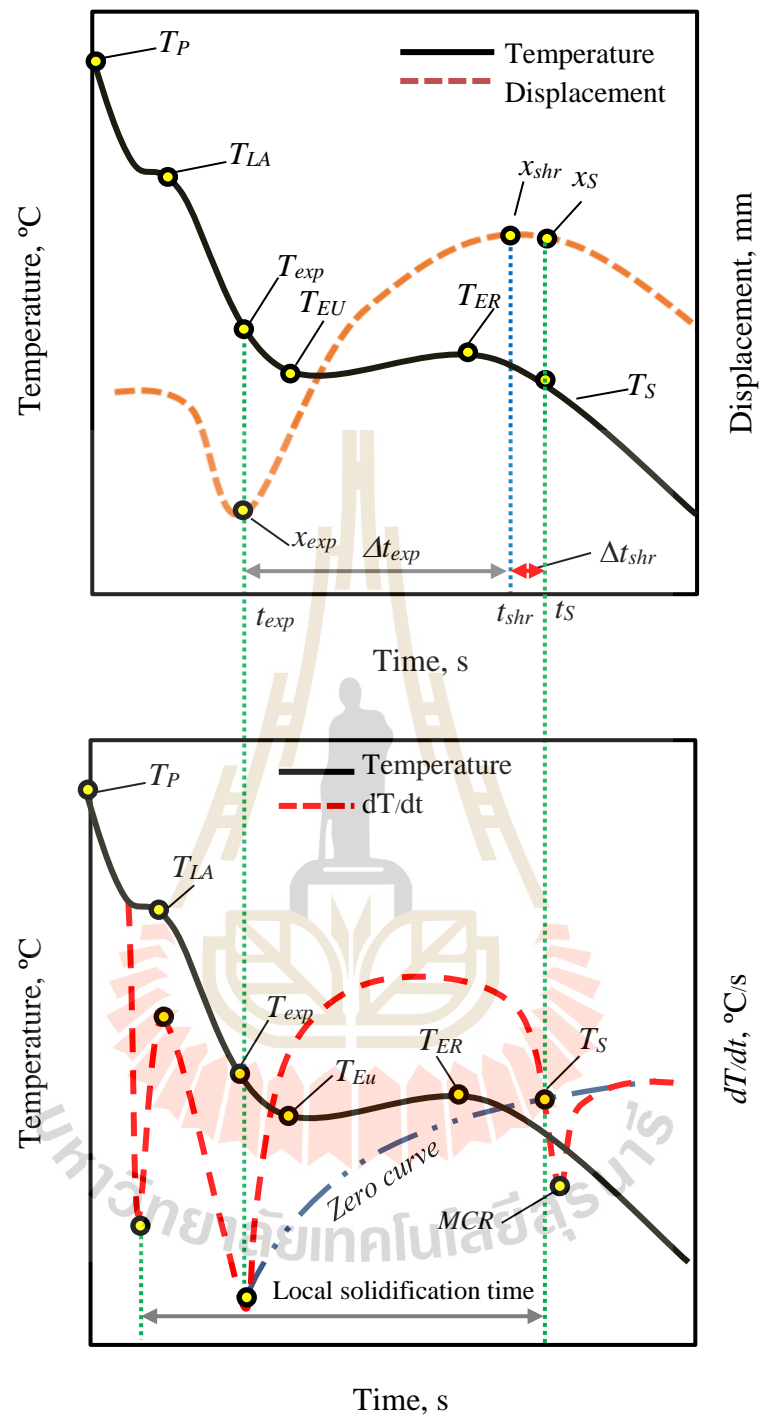 T_P
Temperature
Displacement
T_LA
x_shr
x_S
T_exp
T_EU
T_ER
T_S
Temperature, ºC
Displacement, mm
x_exp
Δt_exp
Δt_shr
t_exp
t_shr
t_S
Time, s
Temperature
dT/dt
T_P
T_LA
T_exp
T_Eu
T_ER
T_S
Temperature, ºC
dT/dt, ºC/s
Zero curve
MCR
มหาวิทยาลัยเทคโนโลยีสุรนารี
Local solidification time
Time, s